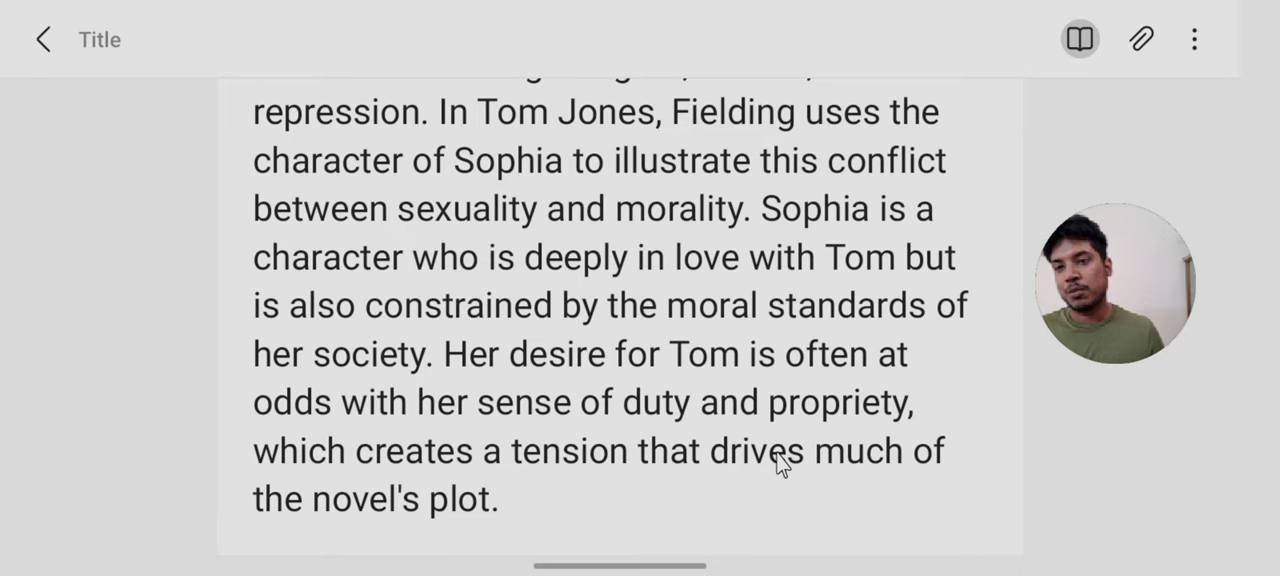 Title
repression. In Tom Jones, Fielding uses the
character of Sophia to illustrate this conflict
between sexuality and morality. Sophia is a
character who is deeply in love with Tom but
is also constrained by the moral standards of
her society. Her desire for Tom is often at
odds with her sense of duty and propriety,
which creates a tension that drives much of
the novel's plot.